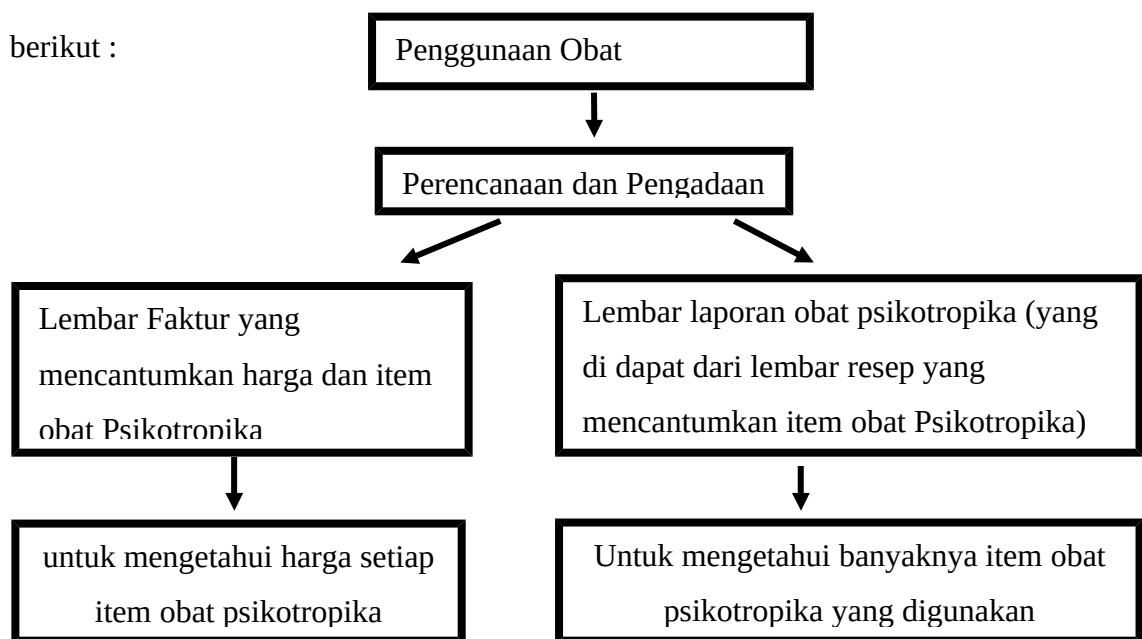 berikut :
Penggunaan Obat
Perencanaan dan Pengadaan
Lembar Faktur yang
mencantumkan harga dan item
obat Psikotropika
Lembar laporan obat psikotropika (yang
di dapat dari lembar resep yang
mencantumkan item obat Psikotropika)
untuk mengetahui harga setiap
item obat psikotropika
Untuk mengetahui banyaknya item obat
psikotropika yang digunakan